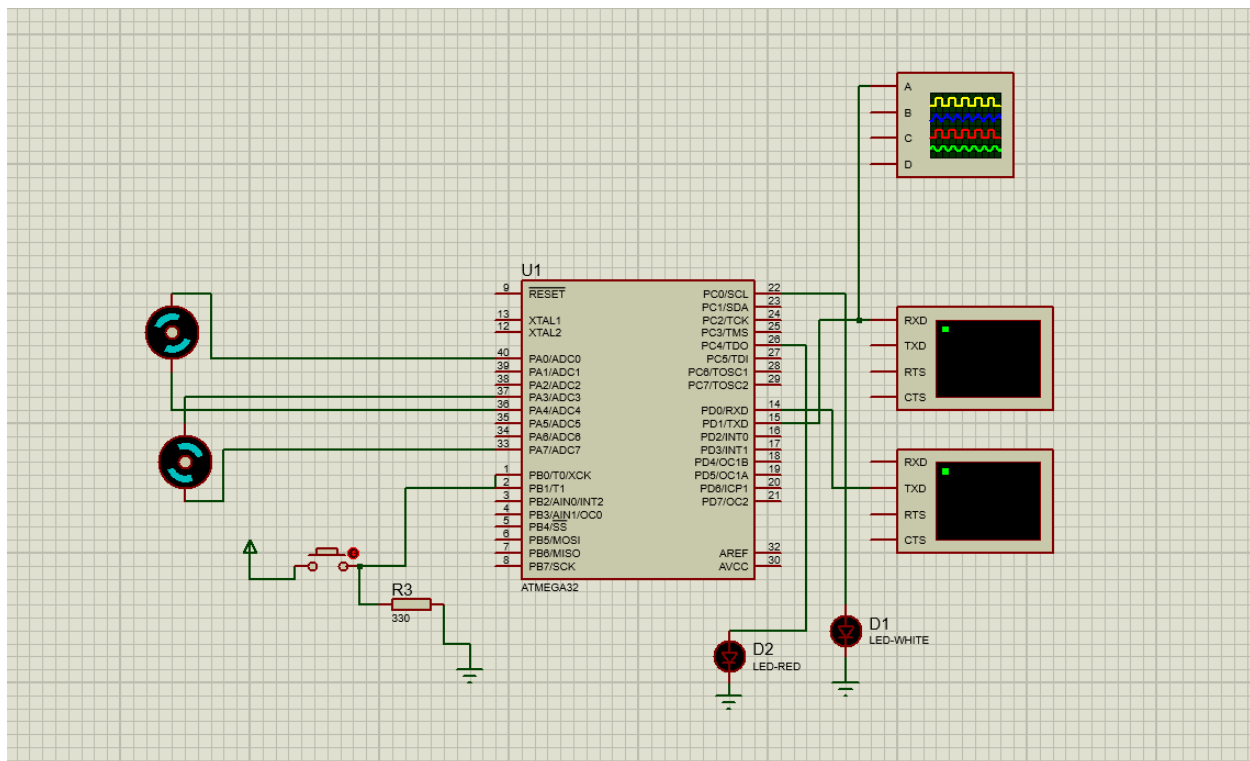 A
B
C
D
U1
9 RESET
13 XTAL1
12 XTAL2
40 PA0/ADC0
39 PA1/ADC1
38 PA2/ADC2
37 PA3/ADC3
36 PA4/ADC4
35 PA5/ADC5
34 PA6/ADC6
33 PA7/ADC7
1 PB0/T0/XCK
2 PB1/T1
3 PB2/AIN0/INT2
4 PB3/AIN1/OC0
5 PB4/SS
6 PB5/MOSI
7 PB6/MISO
8 PB7/SCK
PC0/SCL 22
PC1/SDA 23
PC2/TCK 24
PC3/TMS 25
PC4/TDO 26
PC5/TDI 27
PC6/TOSC1 28
PC7/TOSC2 29
PD0/RXD 14
PD1/TXD 15
PD2/INT0 16
PD3/INT1 17
PD4/OC1B 18
PD5/OC1A 19
PD6/ICP1 20
PD7/OC2 21
AREF 32
AVCC 30
ATMEGA32
RXD
TXD
RTS
CTS
RXD
TXD
RTS
CTS
R3
330
D2
LED-RED
D1
LED-WHITE